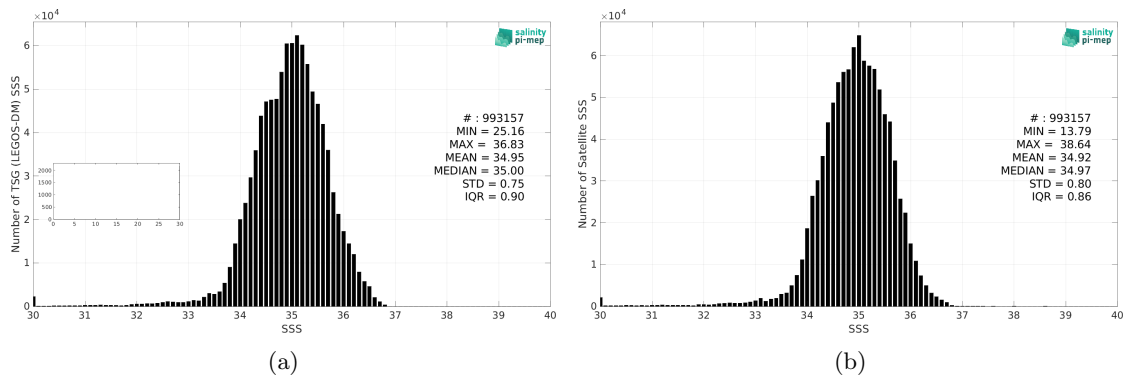 ×10⁴
6
5
4
3
2
1
0
Number of TSG (LEGOS-DM) SSS
salinity
pi-mep
# : 993157
MIN = 25.16
MAX = 36.83
MEAN = 34.95
MEDIAN = 35.00
STD = 0.75
IQR = 0.90
2000
1500
1000
500
0
0 5 10 15 20 25 30
30 31 32 33 34 35 36 37 38 39 40
SSS
(a)
×10⁴
6
5
4
3
2
1
0
Number of Satellite SSS
salinity
pi-mep
# : 993157
MIN = 13.79
MAX = 38.64
MEAN = 34.92
MEDIAN = 34.97
STD = 0.80
IQR = 0.86
30 31 32 33 34 35 36 37 38 39 40
SSS
(b)